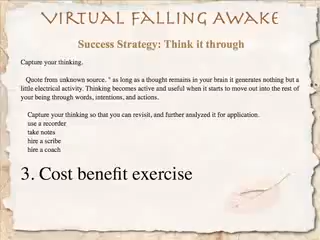 VIRTUAL FALLING AWAKE
Success Strategy: Think it through
Capture your thinking.
Quote from unknown source. " as long as a thought remains in your brain it generates nothing but a
little electrical activity. Thinking becomes active and useful when it starts to move out into the rest of
your being through words, intentions, and actions.
Capture your thinking so that you can revisit, and further analyzed it for application.
use a recorder
take notes
hire a scribe
hire a coach
3. Cost benefit exercise